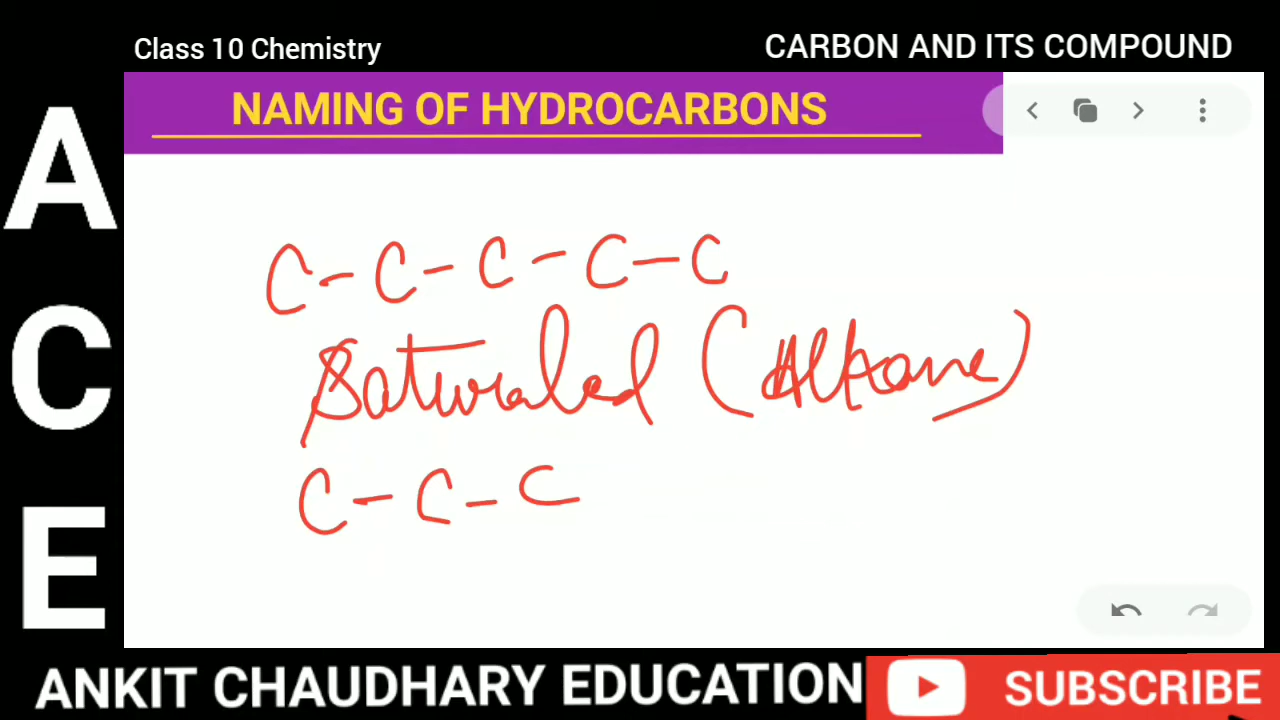 Class 10 Chemistry
CARBON AND ITS COMPOUND
NAMING OF HYDROCARBONS
C - C - C - C - C
Saturated (Alkane)
C - C - C
A
C
E
ANKIT CHAUDHARY EDUCATION
SUBSCRIBE